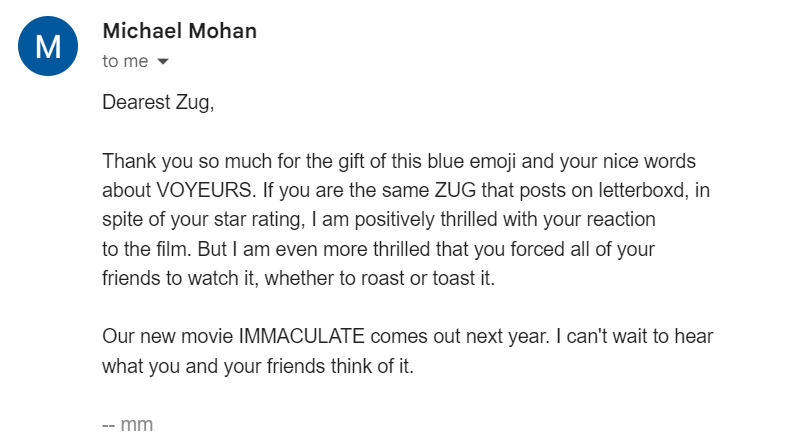 M
Michael Mohan
to me
Dearest Zug,
Thank you so much for the gift of this blue emoji and your nice words
about VOYEURS. If you are the same ZUG that posts on letterboxd, in
spite of your star rating, I am positively thrilled with your reaction
to the film. But I am even more thrilled that you forced all of your
friends to watch it, whether to roast or toast it.
Our new movie IMMACULATE comes out next year. I can't wait to hear
what you and your friends think of it.
-- mm